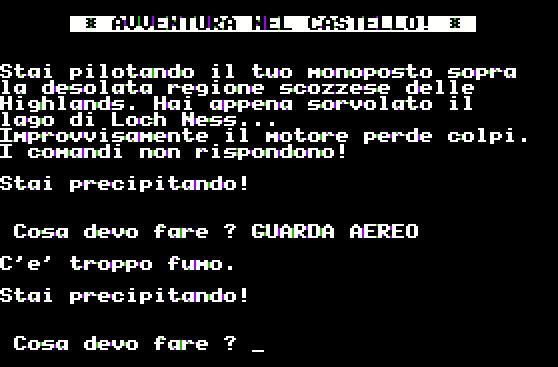 * AVVENTURA NEL CASTELLO! *
Stai pilotando il tuo monoposto sopra
la desolata regione scozzese delle
Highlands. Hai appena sorvolato il
lago di Loch Ness...
Improvvisamente il motore perde colpi.
I comandi non rispondono!
Stai precipitando!
Cosa devo fare ? GUARDA AEREO
C'e' troppo fumo.
Stai precipitando!
Cosa devo fare ? _